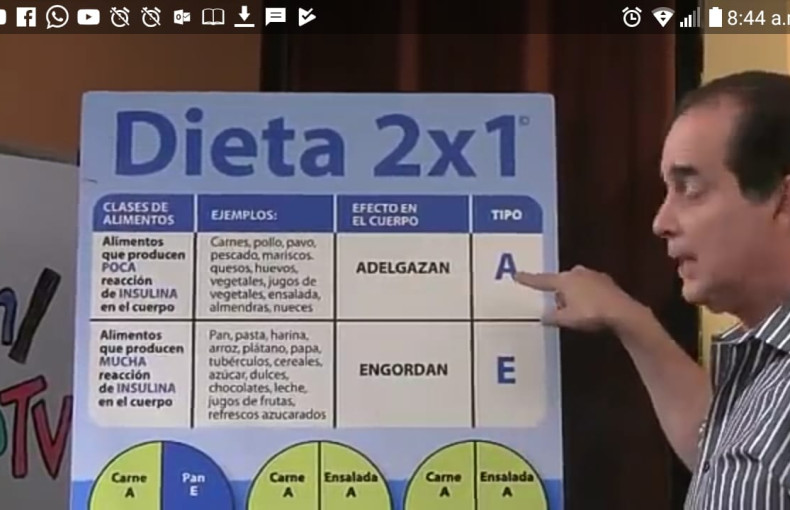 8:44 a.
Dieta 2x1©
CLASES DE
ALIMENTOS
EJEMPLOS:
EFECTO EN
EL CUERPO
TIPO
Alimentos
que producen
POCA
reacción
de INSULINA
en el cuerpo
Carnes, pollo, pavo,
pescado, mariscos.
quesos, huevos,
vegetales, jugos de
vegetales, ensalada,
almendras, nueces
ADELGAZAN
A
Alimentos
que producen
MUCHA
reacción
de INSULINA
en el cuerpo
Pan, pasta, harina,
arroz, plátano, papa,
tubérculos, cereales,
azúcar, dulces,
chocolates, leche,
jugos de frutas,
refrescos azucarados
ENGORDAN
E
TV
Carne
A
Pan
E
Carne
A
Ensalada
A
Carne
A
Ensalada
A